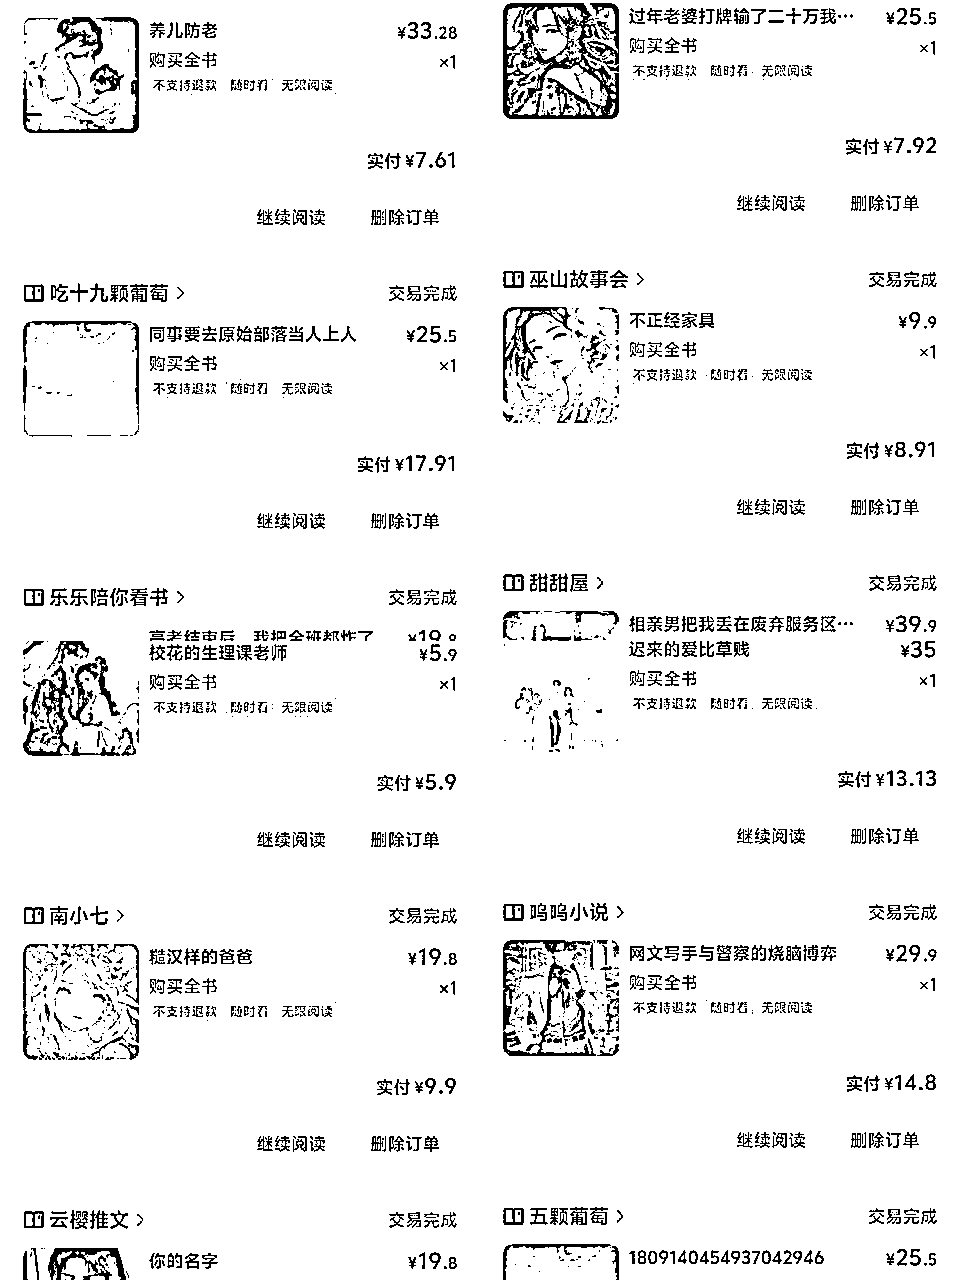 养儿防老 ¥33.28
购买全书 ×1
不支持退款 随时看 无限阅读
实付 ¥7.61
继续阅读 删除订单
吃十九颗葡萄 > 交易完成
同事要去原始部落当人上人 ¥25.5
购买全书 ×1
不支持退款 随时看 无限阅读
实付 ¥17.91
继续阅读 删除订单
乐乐陪你看书 > 交易完成
高考结束后，我把全班都炸了 ¥19.8
校花的生理课老师 ¥5.9
购买全书 ×1
不支持退款 随时看 无限阅读
实付 ¥5.9
继续阅读 删除订单
南小七 > 交易完成
糙汉样的爸爸 ¥19.8
购买全书 ×1
不支持退款 随时看 无限阅读
实付 ¥9.9
继续阅读 删除订单
云樱推文 > 交易完成
你的名字 ¥19.8
过年老婆打牌输了二十万我… ¥25.5
购买全书 ×1
不支持退款 随时看 无限阅读
实付 ¥7.92
继续阅读 删除订单
巫山故事会 > 交易完成
不正经家具 ¥9.9
购买全书 ×1
不支持退款 随时看 无限阅读
实付 ¥8.91
继续阅读 删除订单
甜甜屋 > 交易完成
相亲男把我丢在废弃服务区… ¥39.9
迟来的爱比草贱 ¥35
购买全书 ×1
不支持退款 随时看 无限阅读
实付 ¥13.13
继续阅读 删除订单
呜呜小说 > 交易完成
网文写手与警察的烧脑博弈 ¥29.9
购买全书 ×1
不支持退款 随时看 无限阅读
实付 ¥14.8
继续阅读 删除订单
五颗葡萄 > 交易完成
1809140454937042946 ¥25.5